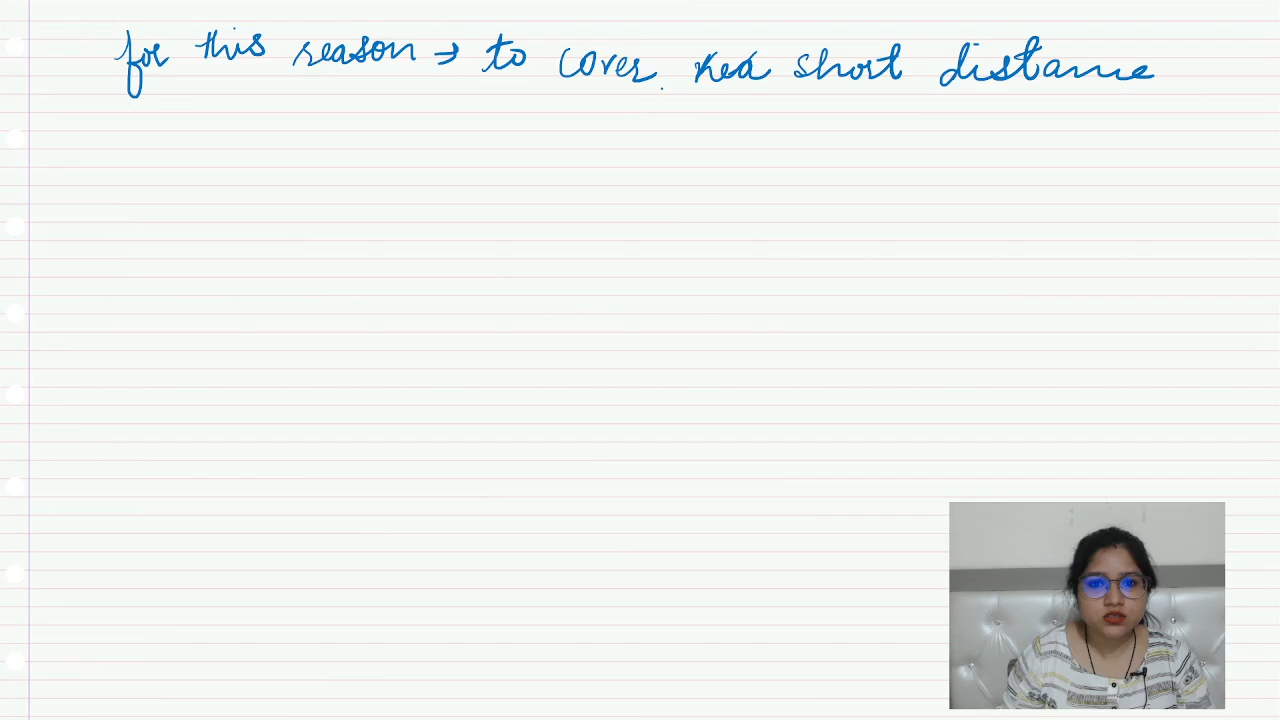 for this reason → to cover a short distance